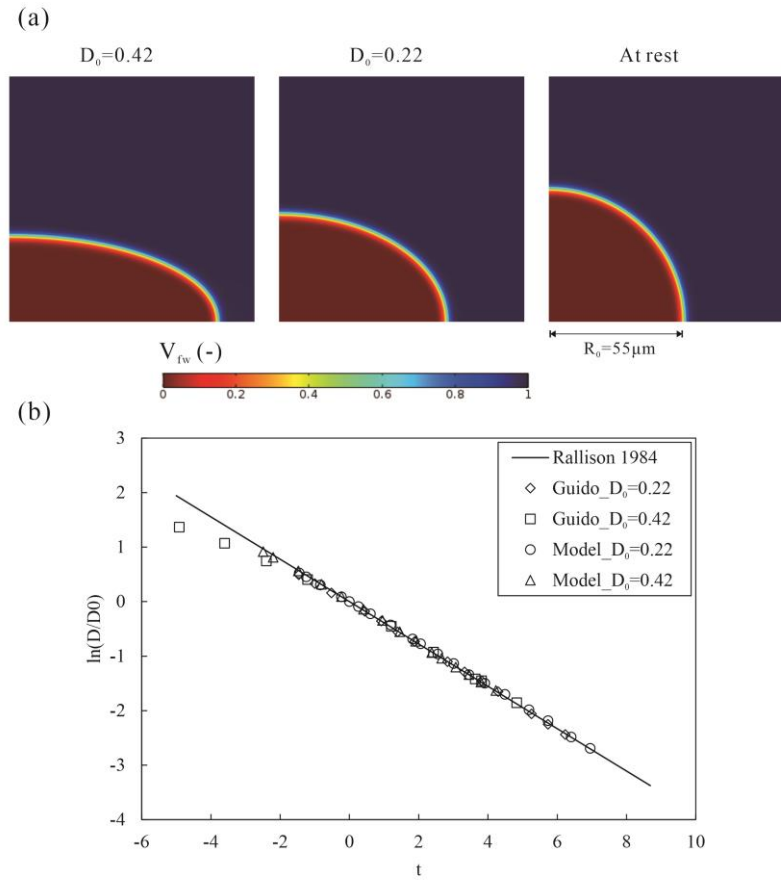 (a)
D₀=0.42
D₀=0.22
At rest
R₀=55μm
V_fw (-)
0 0.2 0.4 0.6 0.8 1
(b)
3
2
1
0
-1
-2
-3
-4
ln(D/D0)
Rallison 1984
Guido_D₀=0.22
Guido_D₀=0.42
Model_D₀=0.22
Model_D₀=0.42
-6 -4 -2 0 2 4 6 8 10
t